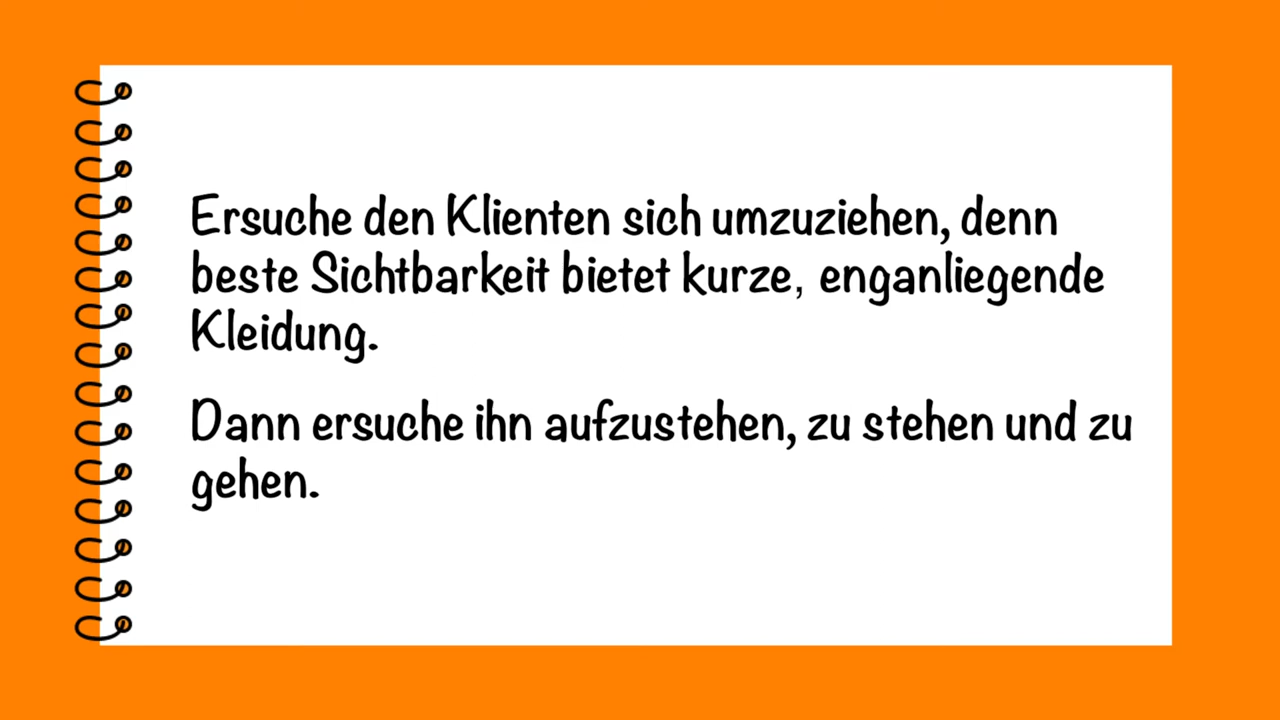 Ersuche den Klienten sich umzuziehen, denn
beste Sichtbarkeit bietet kurze, enganliegende
Kleidung.
Dann ersuche ihn aufzustehen, zu stehen und zu
gehen.